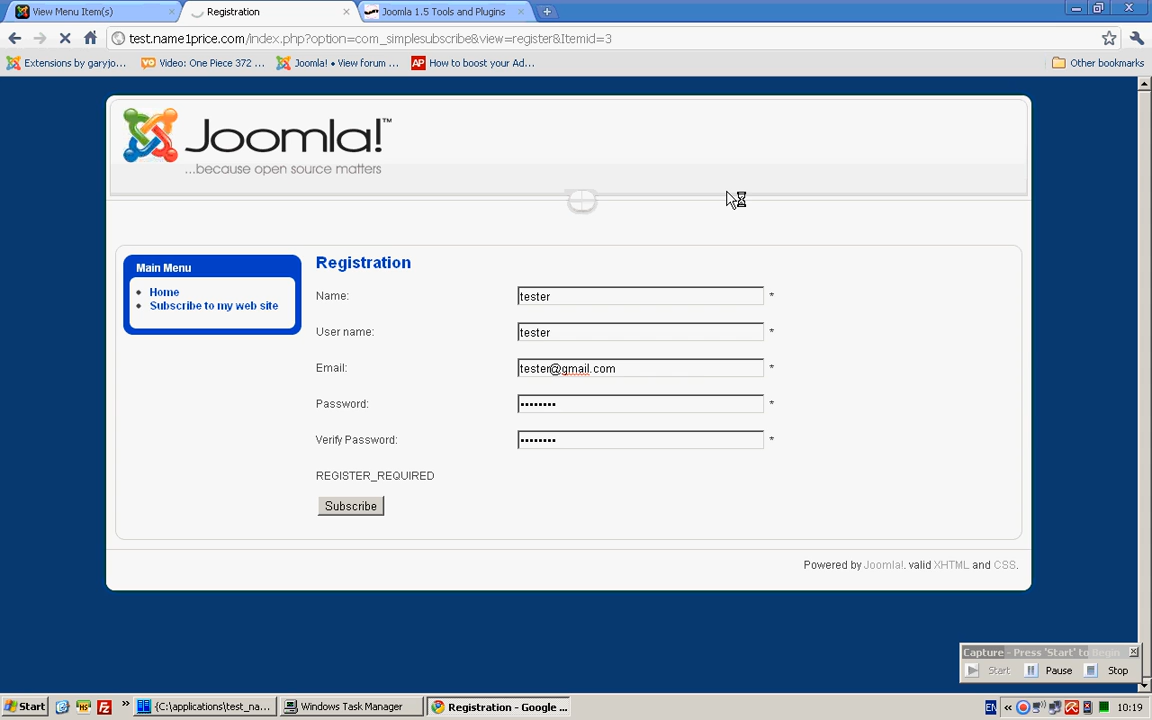 View Menu Item(s)
Registration
Joomla 1.5 Tools and Plugins
test.name1price.com/index.php?option=com_simplesubscribe&view=register&Itemid=3
Extensions by garyjo...
Video: One Piece 372 ...
Joomla! • View forum ...
How to boost your Ad...
Other bookmarks
Joomla!™
...because open source matters
Main Menu
Home
Subscribe to my web site
Registration
Name:
tester
*
User name:
tester
*
Email:
tester@gmail.com
*
Password:
••••••••
*
Verify Password:
••••••••
*
REGISTER_REQUIRED
Subscribe
Powered by Joomla!. valid XHTML and CSS.
Capture - Press 'Start' to Begin
Start
Pause
Stop
Start
{C:\applications\test_na...
Windows Task Manager
Registration - Google ...
EN
10:19